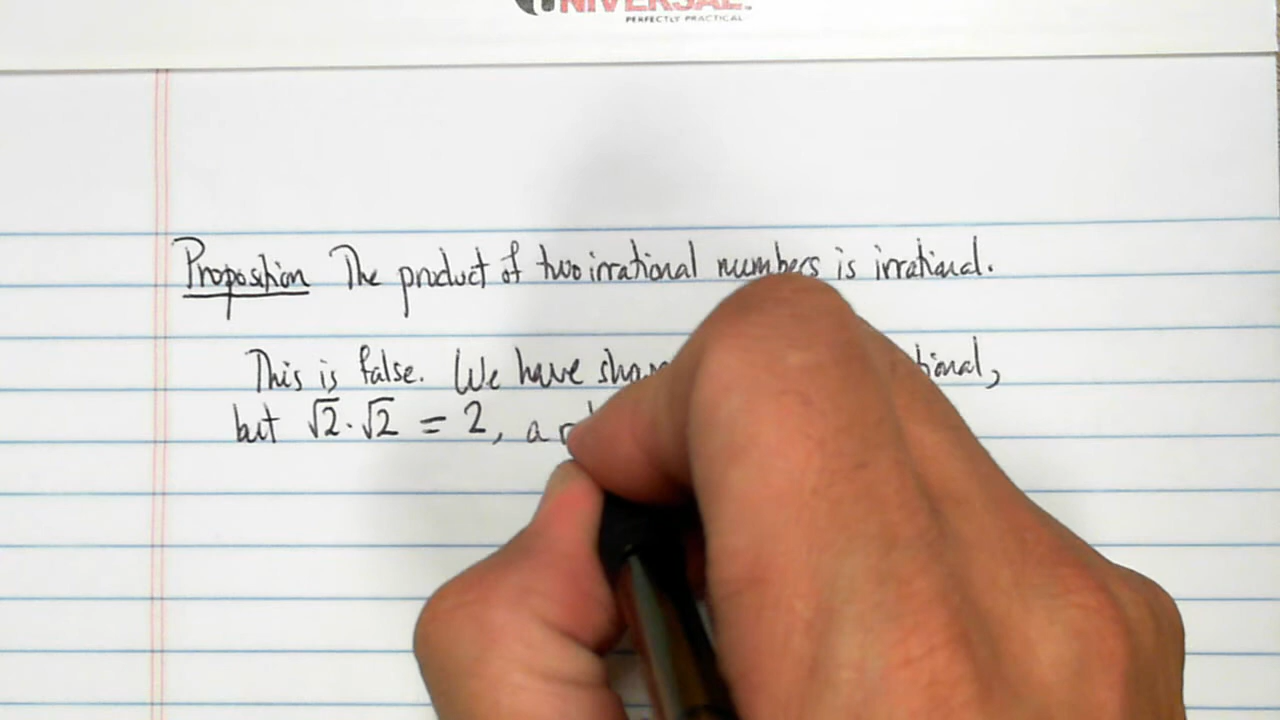 UNIVERSAL.
PERFECTLY PRACTICAL
Proposition The product of two irrational numbers is irrational.
This is false. We have
but √2·√2 = 2, a